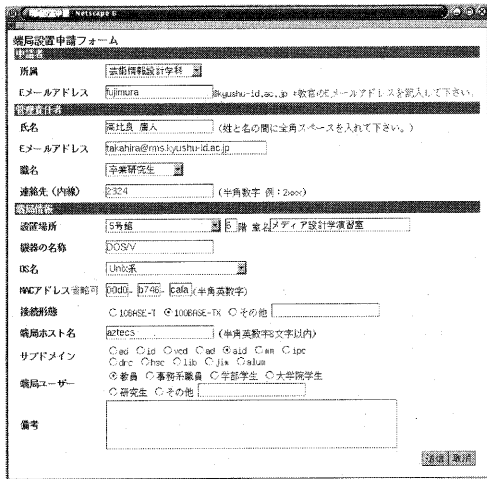 Netscape 6
端局設置申請フォーム
申請者
所属 芸術情報設計学科
Eメールアドレス fujimura @kyushu-id.ac.jp *教官のEメールアドレスを記入して下さい。
管理責任者
氏名 高比良 廣人 (姓と名の間に全角スペースを入れて下さい。)
Eメールアドレス takahira@rms.kyushu-id.ac.jp
職名 卒業研究生
連絡先(内線) 2324 (半角数字 例:2xxx)
端局情報
設置場所 5号館 6 階 室名 メディア設計学演習室
機器の名称 DOS/V
OS名 Unix系
MACアドレス省略可 00d0 - b746 - cafa (半角英数字)
接続形態 10BASE-T 100BASE-TX その他
端局ホスト名 aztecs (半角英数字8文字以内)
サブドメイン ed id vcd ad aid mm ipc
drc hsc lib jim alum
端局ユーザー 教員 事務系職員 学部学生 大学院学生
研究生 その他
備考
送信 取消